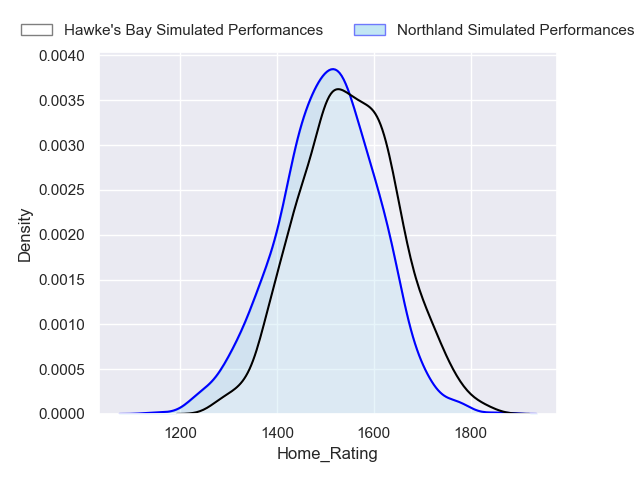 Hawke's Bay Simulated Performances Northland Simulated Performances
0.0040
0.0035
0.0030
0.0025
0.0020
0.0015
0.0010
0.0005
0.0000
Density
1200 1400 1600 1800
Home_Rating